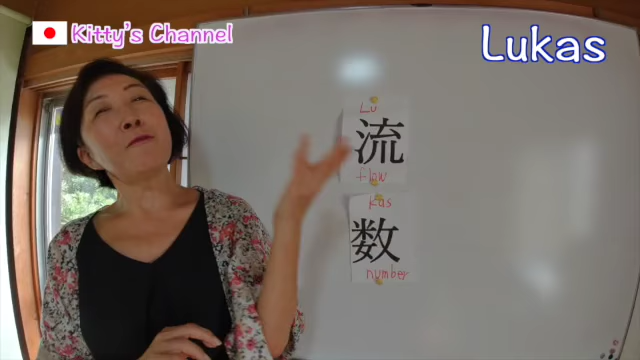 Kitty's Channel
Lukas
Lu
流
flow
kas
数
number